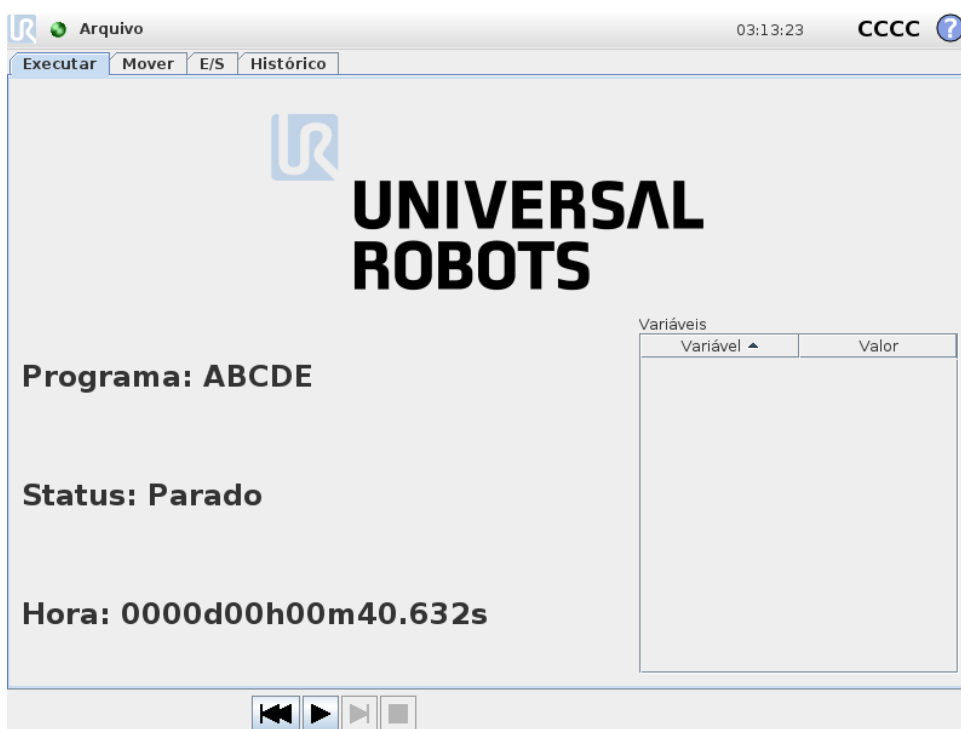 Arquivo 03:13:23 CCCC ?
Executar Mover E/S Histórico
UR
UNIVERSAL
ROBOTS
Variáveis
Variável Valor
Programa: ABCDE
Status: Parado
Hora: 0000d00h00m40.632s